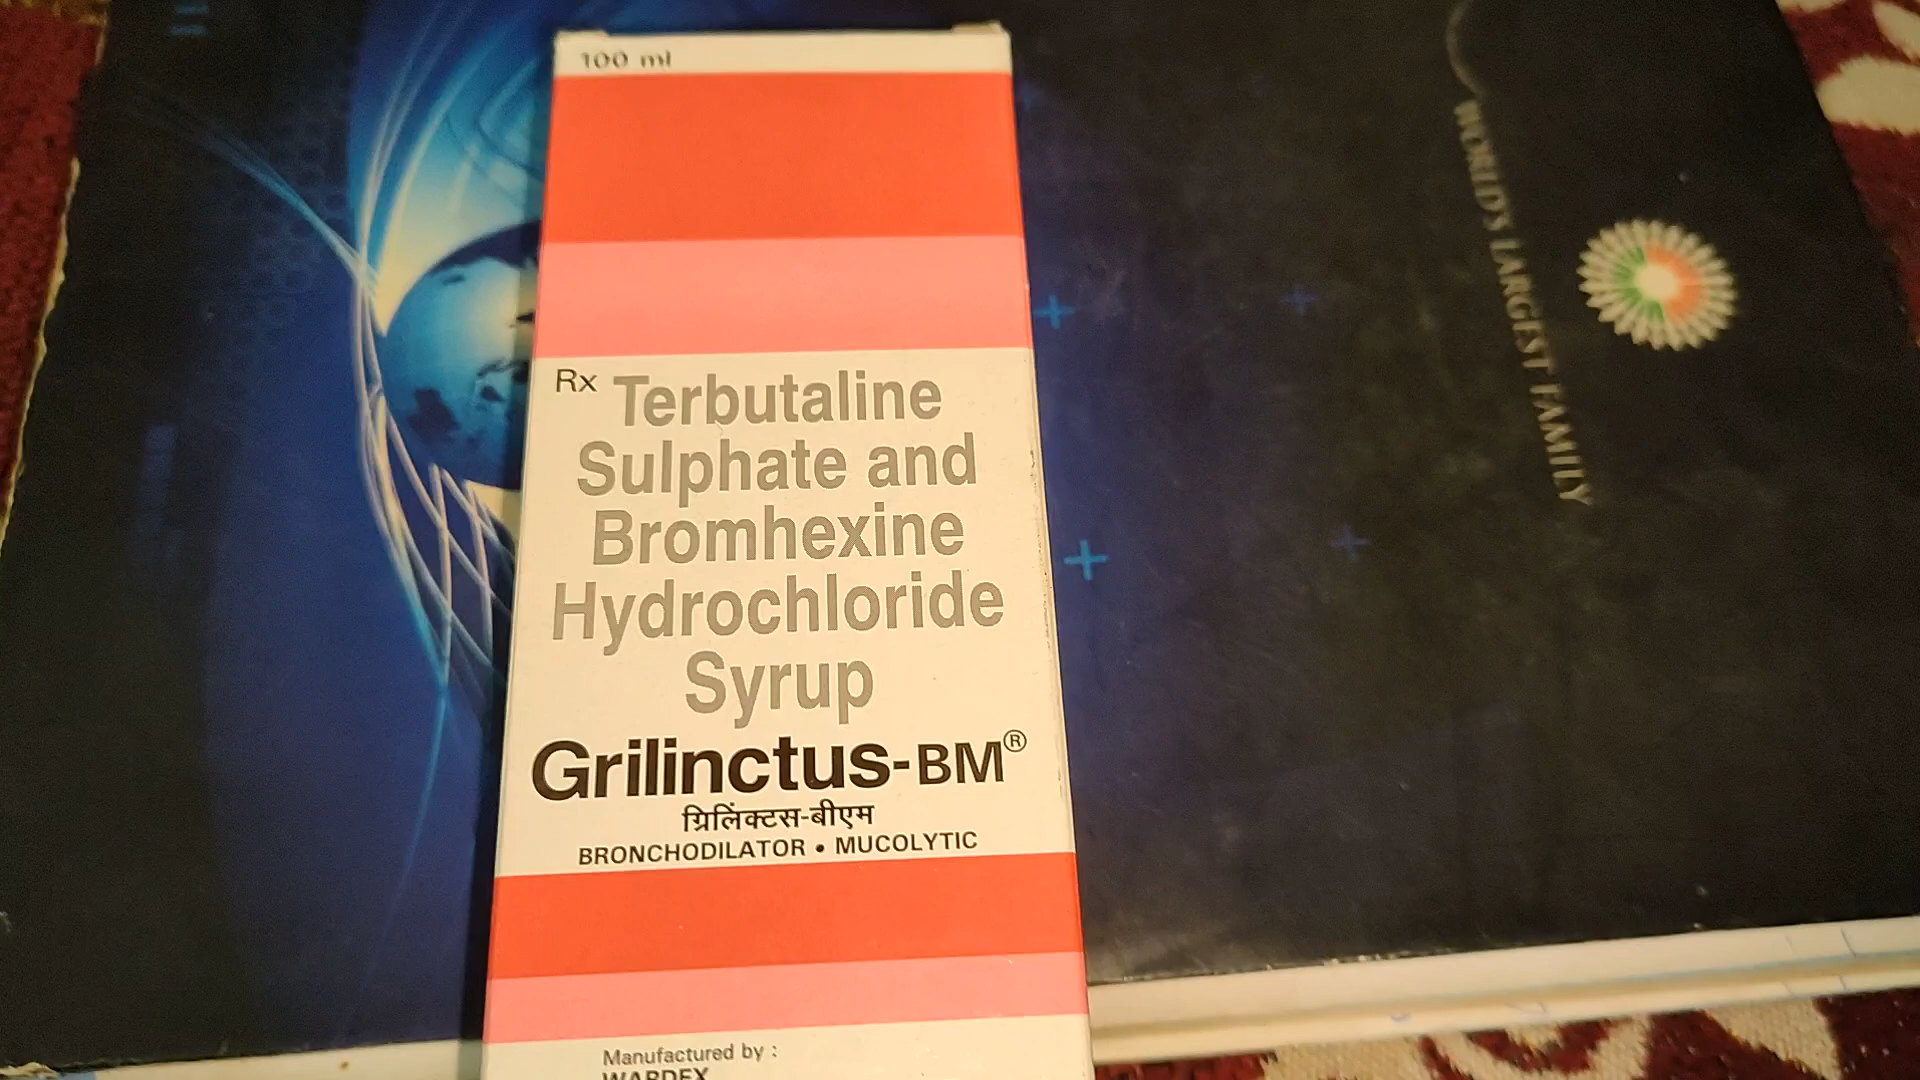 100 ml
Rx Terbutaline
Sulphate and
Bromhexine
Hydrochloride
Syrup
Grilinctus-BM®
ग्रिलिंक्टस-बीएम
BRONCHODILATOR • MUCOLYTIC
Manufactured by :
WARDEX
WORLD'S LARGEST FAMILY